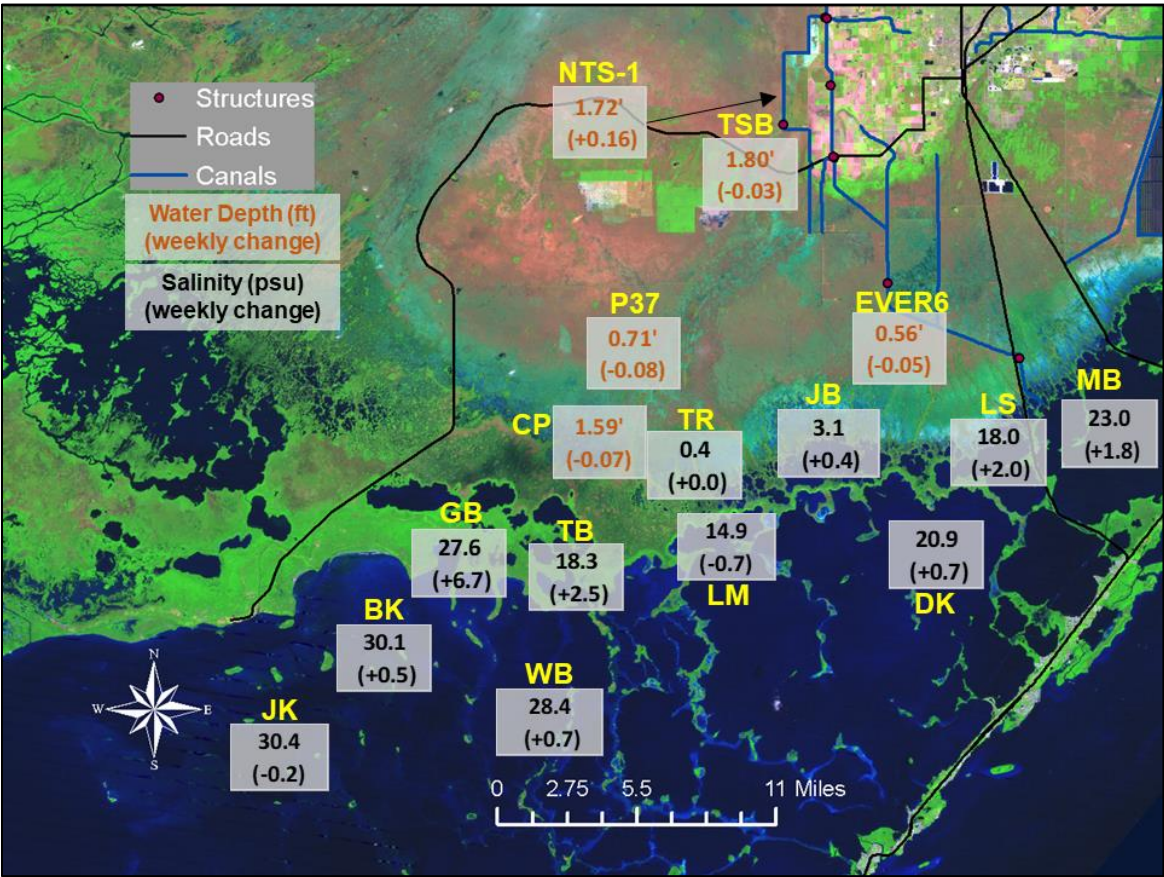 NTS-1
1.72'
(+0.16)
Structures
Roads
Canals
TSB
1.80'
(-0.03)
Water Depth (ft)
(weekly change)
Salinity (psu)
(weekly change)
P37
0.71'
(-0.08)
EVER6
0.56'
(-0.05)
MB
23.0
(+1.8)
JB
3.1
(+0.4)
LS
18.0
(+2.0)
CP
1.59'
(-0.07)
TR
0.4
(+0.0)
GB
27.6
(+6.7)
TB
18.3
(+2.5)
14.9
(-0.7)
LM
20.9
(+0.7)
DK
BK
30.1
(+0.5)
WB
28.4
(+0.7)
N
W E
S
JK
30.4
(-0.2)
0 2.75 5.5 11 Miles